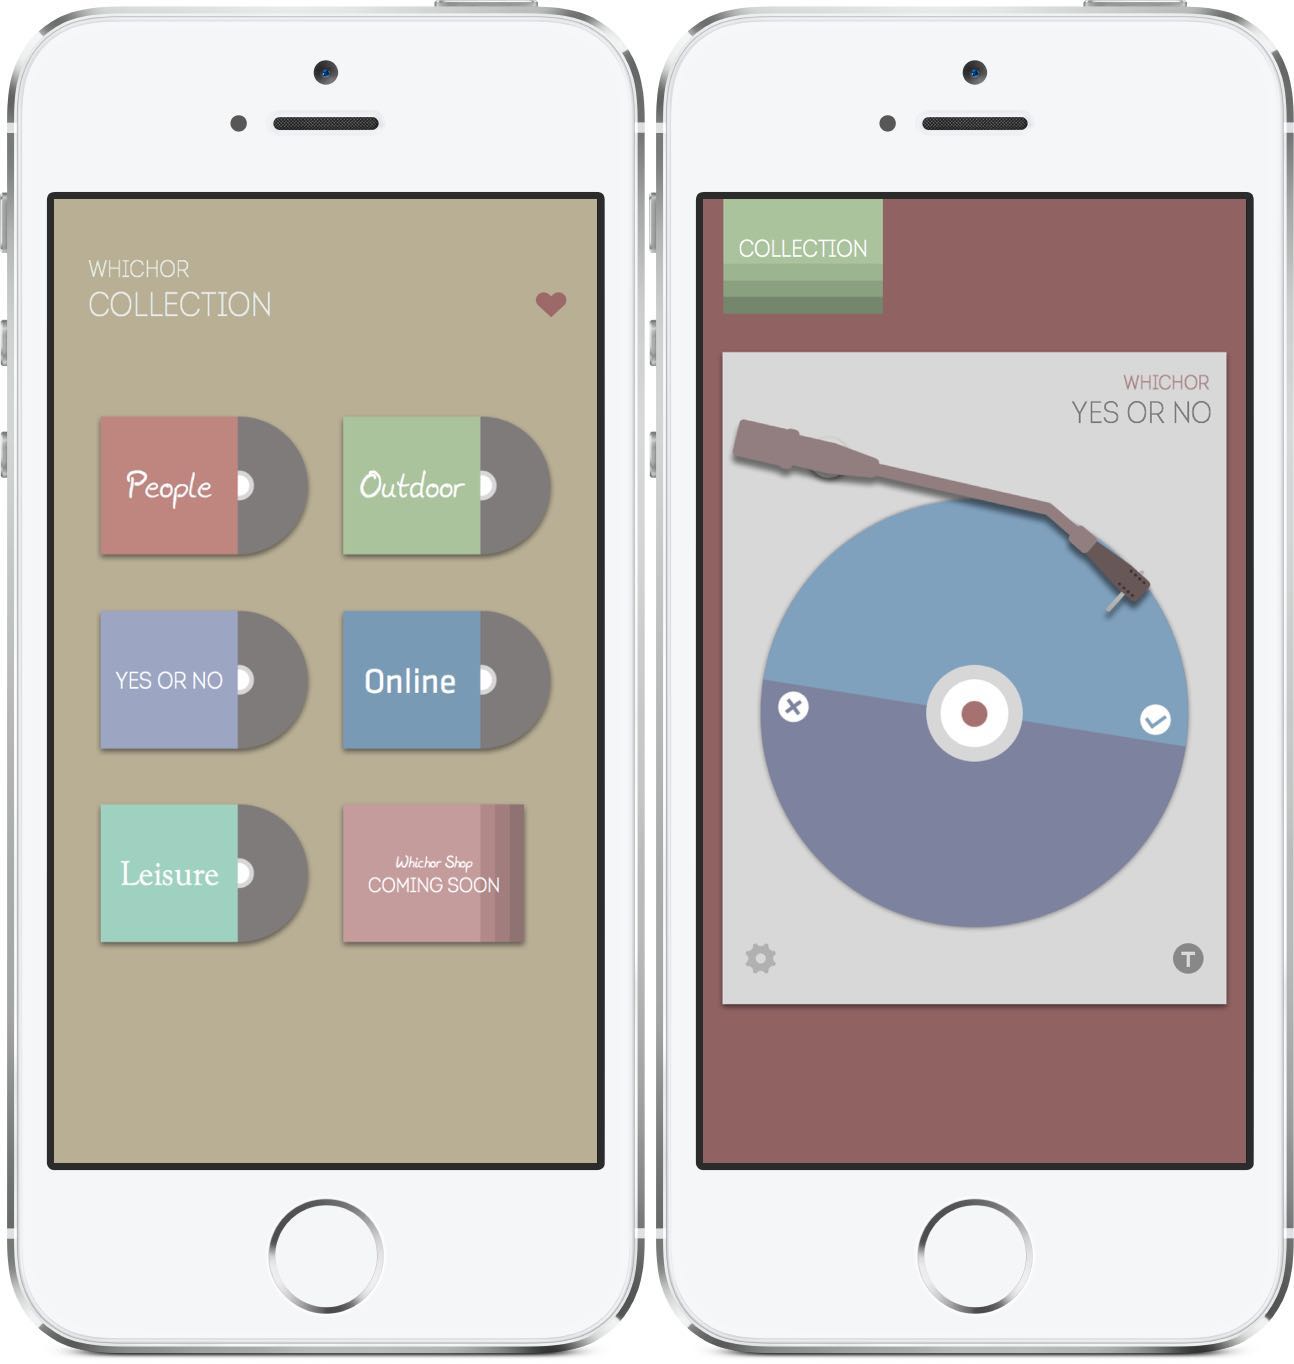 WHICHOR
COLLECTION
People
Outdoor
YES OR NO
Online
Leisure
Whichor Shop
COMING SOON
COLLECTION
WHICHOR
YES OR NO
T